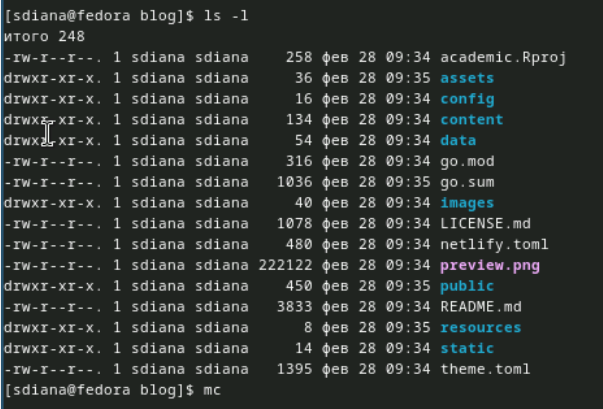 [sdiana@fedora blog]$ ls -l
итого 248
-rw-r--r--. 1 sdiana sdiana    258 фев 28 09:34 academic.Rproj
drwxr-xr-x. 1 sdiana sdiana     36 фев 28 09:35 assets
drwxr-xr-x. 1 sdiana sdiana     16 фев 28 09:34 config
drwxr-xr-x. 1 sdiana sdiana    134 фев 28 09:34 content
drwxr-xr-x. 1 sdiana sdiana     54 фев 28 09:34 data
-rw-r--r--. 1 sdiana sdiana    316 фев 28 09:34 go.mod
-rw-r--r--. 1 sdiana sdiana   1036 фев 28 09:35 go.sum
drwxr-xr-x. 1 sdiana sdiana     40 фев 28 09:34 images
-rw-r--r--. 1 sdiana sdiana   1078 фев 28 09:34 LICENSE.md
-rw-r--r--. 1 sdiana sdiana    480 фев 28 09:34 netlify.toml
-rw-r--r--. 1 sdiana sdiana 222122 фев 28 09:34 preview.png
drwxr-xr-x. 1 sdiana sdiana    450 фев 28 09:35 public
-rw-r--r--. 1 sdiana sdiana   3833 фев 28 09:34 README.md
drwxr-xr-x. 1 sdiana sdiana      8 фев 28 09:35 resources
drwxr-xr-x. 1 sdiana sdiana     14 фев 28 09:34 static
-rw-r--r--. 1 sdiana sdiana   1395 фев 28 09:34 theme.toml
[sdiana@fedora blog]$ mc